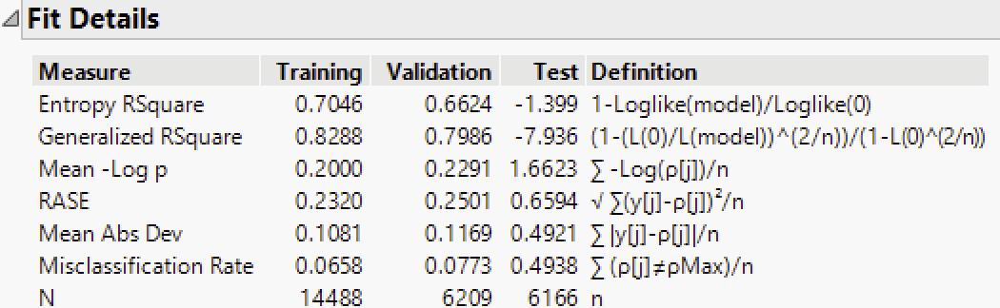 Fit Details
Measure Training Validation Test Definition
Entropy RSquare 0.7046 0.6624 -1.399 1-Loglike(model)/Loglike(0)
Generalized RSquare 0.8288 0.7986 -7.936 (1-(L(0)/L(model))^(2/n))/(1-L(0)^(2/n))
Mean -Log p 0.2000 0.2291 1.6623 ∑ -Log(ρ[j])/n
RASE 0.2320 0.2501 0.6594 √ ∑(y[j]-ρ[j])²/n
Mean Abs Dev 0.1081 0.1169 0.4921 ∑ |y[j]-ρ[j]|/n
Misclassification Rate 0.0658 0.0773 0.4938 ∑ (ρ[j]≠ρMax)/n
N 14488 6209 6166 n